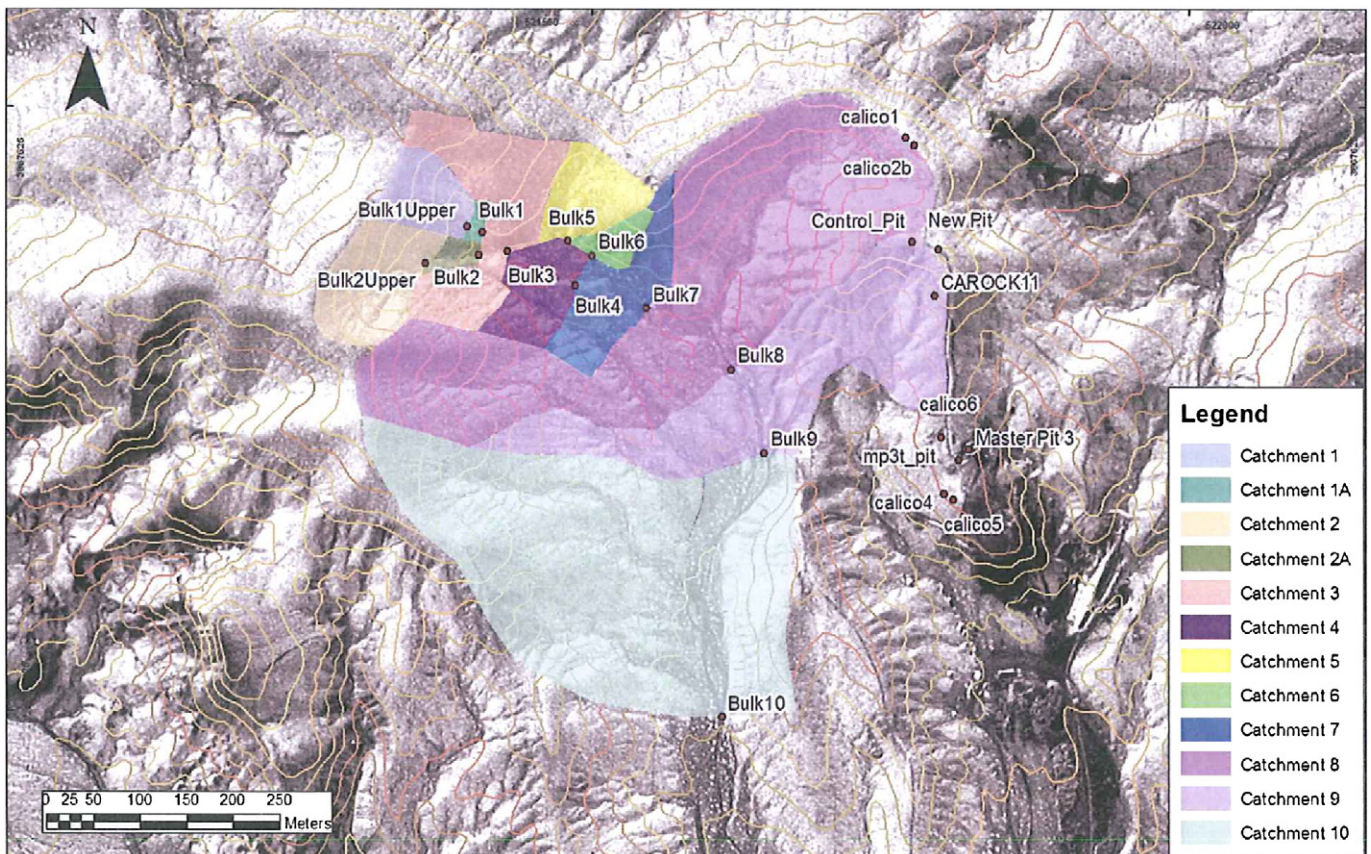 N
calico1
calico2b
Bulk1Upper
Bulk1
Bulk5
Bulk6
Control_Pit
New Pit
Bulk2Upper
Bulk2
Bulk3
Bulk4
Bulk7
CAROCK11
Bulk8
calico6
Bulk9
Master Pit 3
mp3t_pit
calico4
calico5
Bulk10
0 25 50 100 150 200 250
Meters
Legend
Catchment 1
Catchment 1A
Catchment 2
Catchment 2A
Catchment 3
Catchment 4
Catchment 5
Catchment 6
Catchment 7
Catchment 8
Catchment 9
Catchment 10